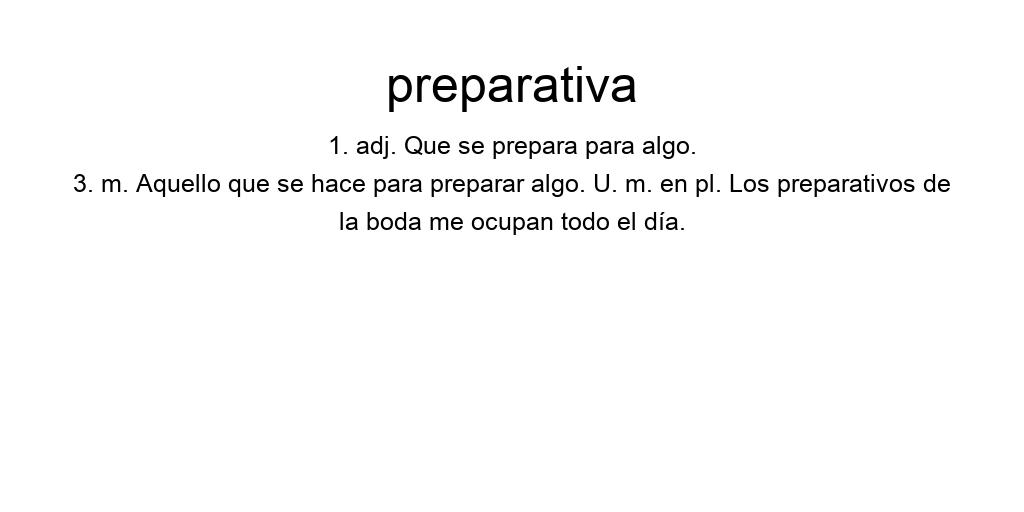 preparativa
1. adj. Que se prepara para algo.
3. m. Aquello que se hace para preparar algo. U. m. en pl. Los preparativos de
la boda me ocupan todo el día.